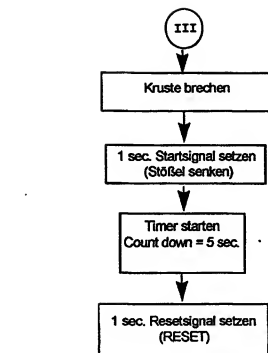 III
Kruste brechen
1 sec. Startsignal setzen
(Stößel senken)
Timer starten
Count down = 5 sec.
1 sec. Resetsignal setzen
(RESET)